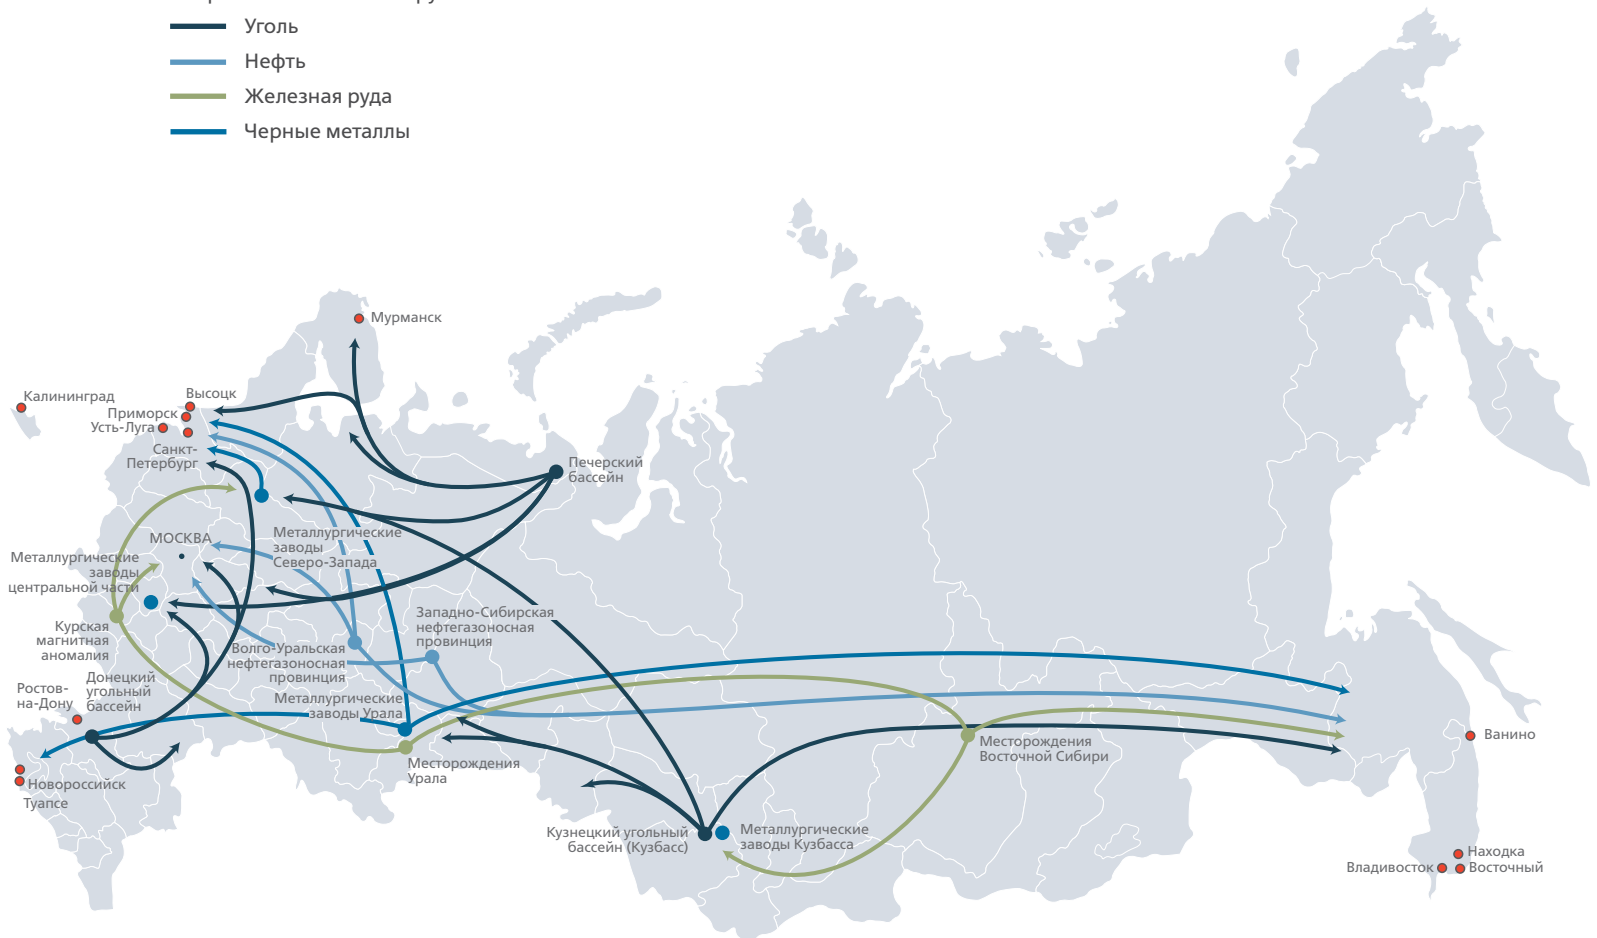 Уголь
Нефть
Железная руда
Черные металлы
Мурманск
Калининград
Высоцк
Приморск
Усть-Луга
Санкт-
Петербург
Печерский
бассейн
МОСКВА
Металлургические
заводы
Северо-Запада
Металлургические
заводы
центральной части
Западно-Сибирская
нефтегазоносная
провинция
Курская
магнитная
аномалия
Волго-Уральская
нефтегазоносная
провинция
Донецкий
угольный
бассейн
Ростов-
на-Дону
Металлургические
заводы Урала
Месторождения
Урала
Месторождения
Восточной Сибири
Ванино
Новороссийск
Туапсе
Кузнецкий угольный
бассейн (Кузбасс)
Металлургические
заводы Кузбасса
Находка
Владивосток
Восточный